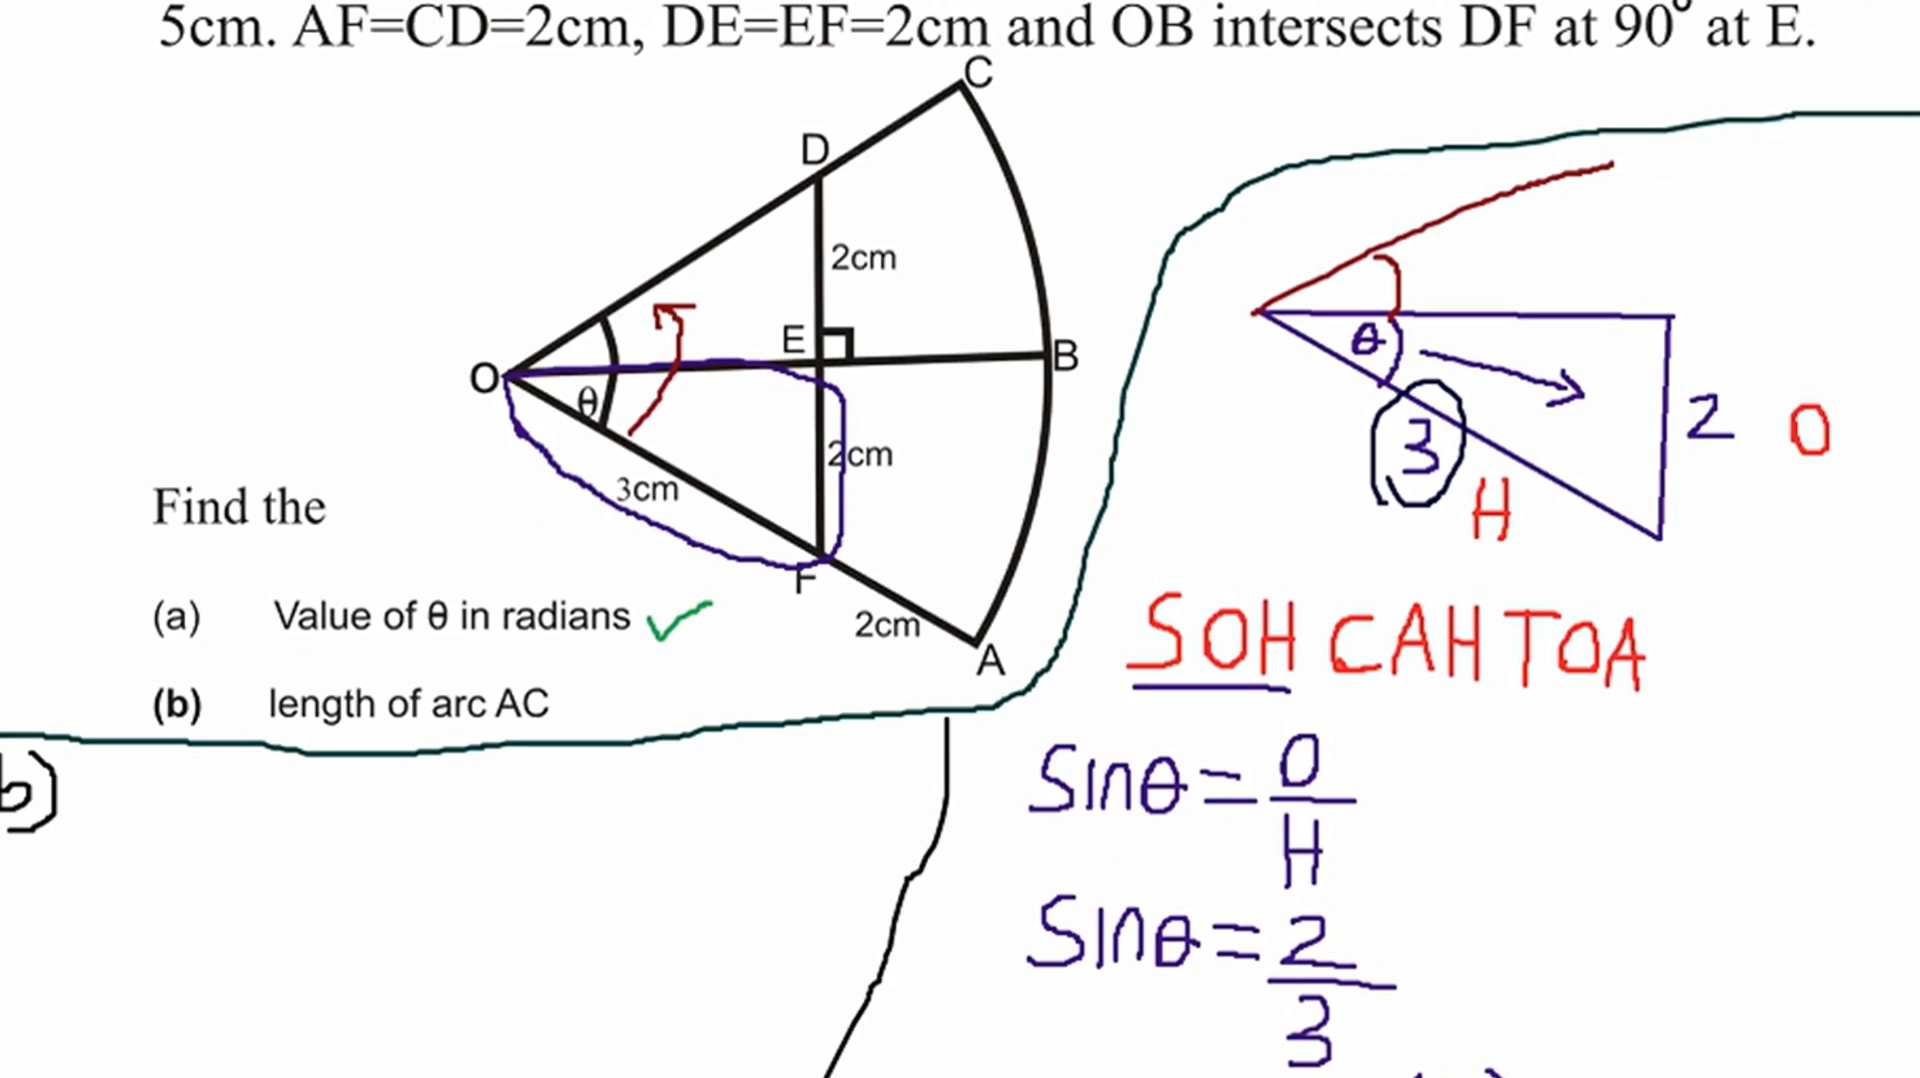 5cm. AF=CD=2cm, DE=EF=2cm and OB intersects DF at 90° at E.
C
D
2cm
E
B
O
θ
2cm
3cm
F
2cm
A
Find the
(a) Value of θ in radians ✓
(b) length of arc AC
b)
θ
3
H
2
O
SOH CAH TOA
Sinθ = O
H
Sinθ = 2
3